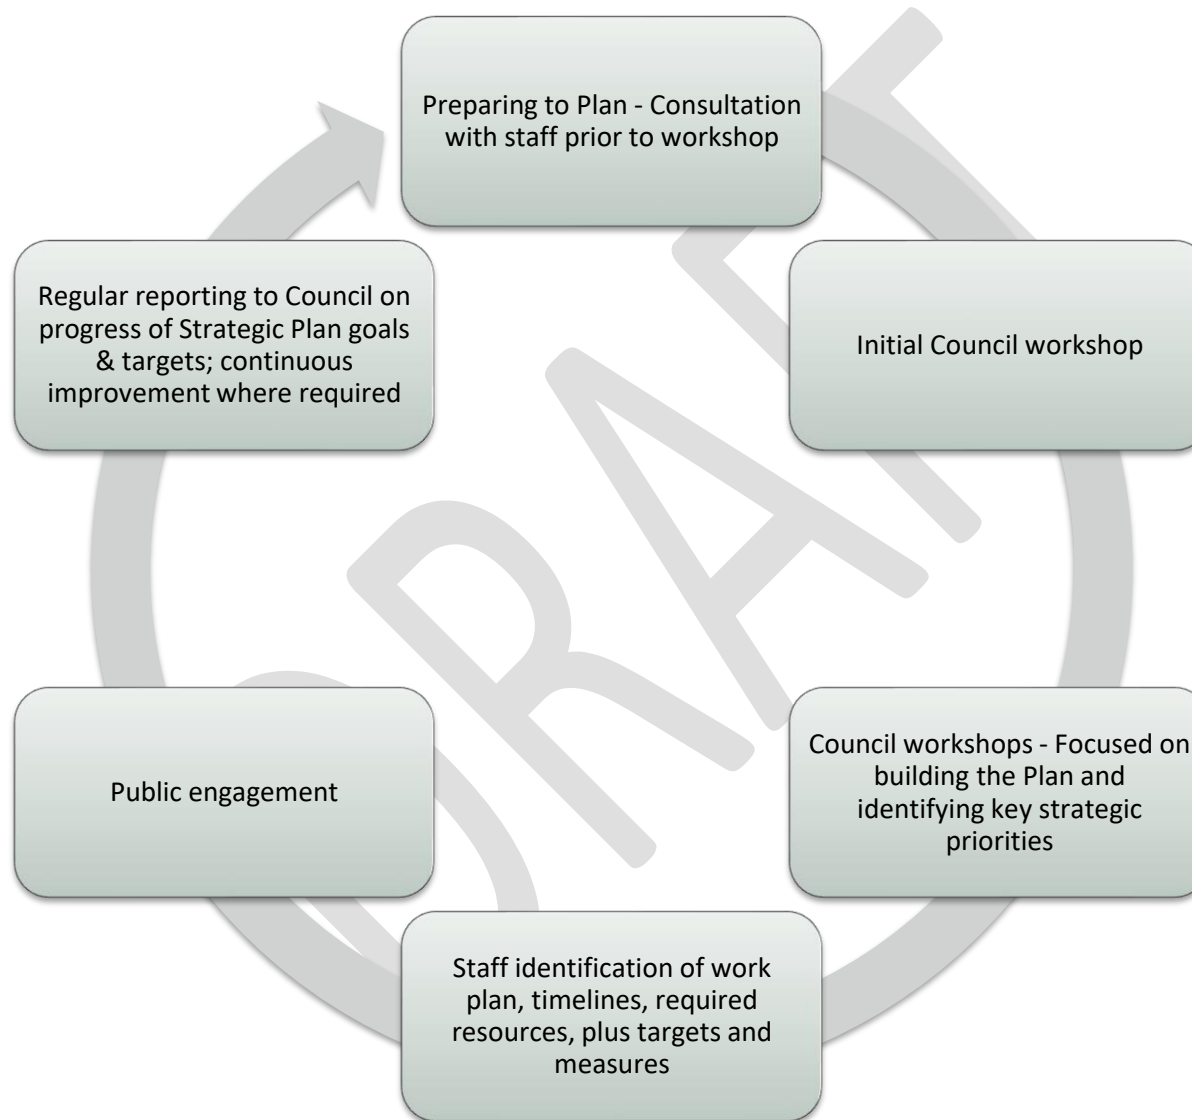 Preparing to Plan - Consultation
with staff prior to workshop
Initial Council workshop
Council workshops - Focused on
building the Plan and
identifying key strategic
priorities
Staff identification of work
plan, timelines, required
resources, plus targets and
measures
Public engagement
Regular reporting to Council on
progress of Strategic Plan goals
& targets; continuous
improvement where required
DRAFT